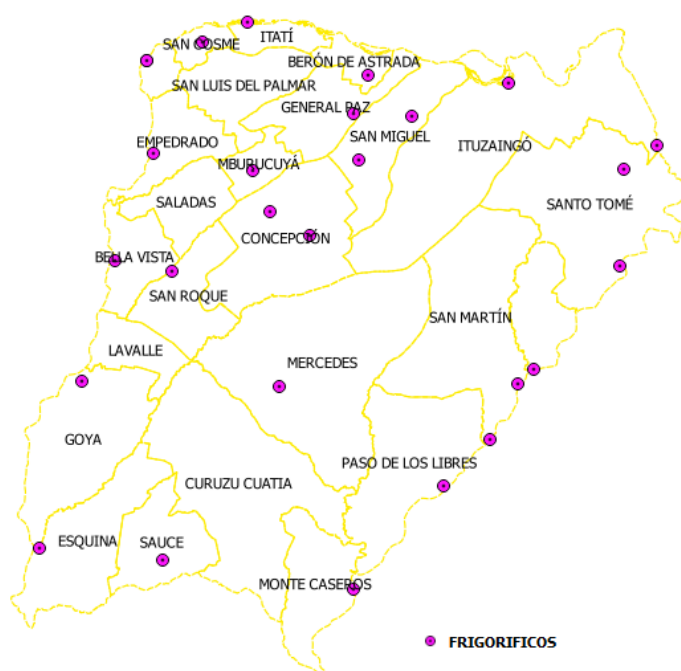 ITATÍ
SAN COSME
BERÓN DE ASTRADA
SAN LUIS DEL PALMAR
GENERAL PAZ
SAN MIGUEL
EMPEDRADO
ITUZAINGÓ
MBURUCUYÁ
SALADAS
SANTO TOMÉ
CONCEPCIÓN
BELLA VISTA
SAN ROQUE
SAN MARTÍN
LAVALLE
MERCEDES
GOYA
PASO DE LOS LIBRES
CURUZU CUATIA
ESQUINA
SAUCE
MONTE CASEROS
FRIGORIFICOS